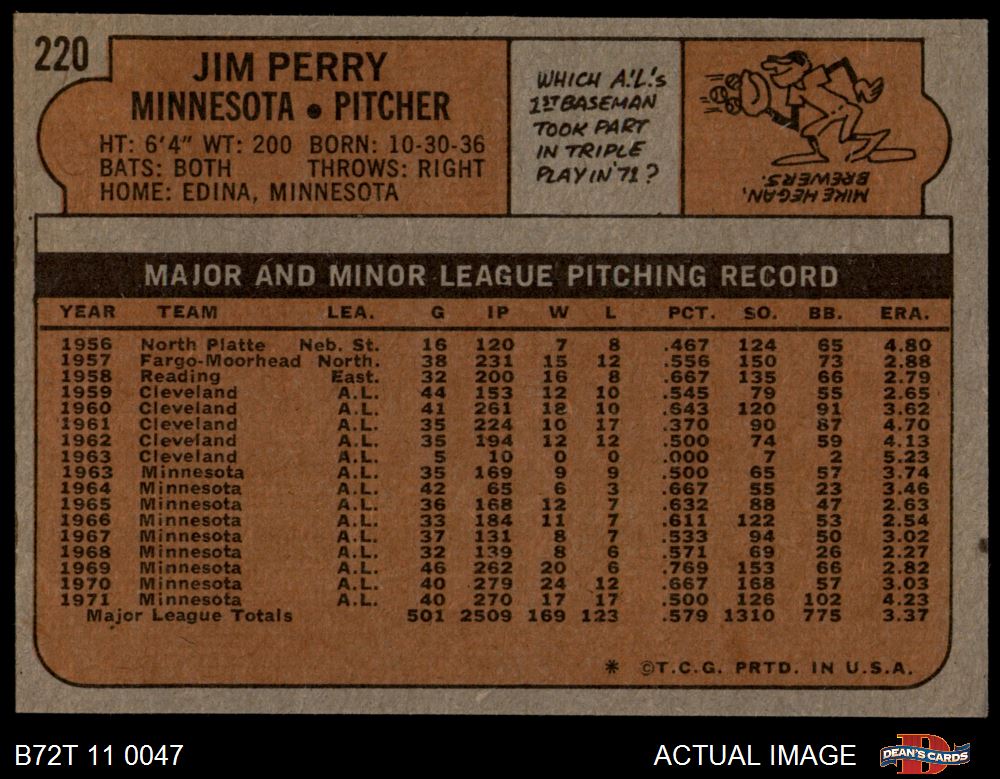 220
JIM PERRY
MINNESOTA • PITCHER
HT: 6'4" WT: 200 BORN: 10-30-36
BATS: BOTH THROWS: RIGHT
HOME: EDINA, MINNESOTA
WHICH A.'L.'s
1ST BASEMAN
TOOK PART
IN TRIPLE
PLAY IN '71?
MIKE HEGAN,
BREWERS.
MAJOR AND MINOR LEAGUE PITCHING RECORD
YEAR TEAM LEA. G IP W L PCT. SO. BB. ERA.
1956 North Platte Neb. St. 16 120 7 8 .467 124 65 4.80
1957 Fargo-Moorhead North. 38 231 15 12 .556 150 73 2.88
1958 Reading East. 32 200 16 8 .667 135 66 2.79
1959 Cleveland A.L. 44 153 12 10 .545 79 55 2.65
1960 Cleveland A.L. 41 261 18 10 .643 120 91 3.62
1961 Cleveland A.L. 35 224 10 17 .370 90 87 4.70
1962 Cleveland A.L. 35 194 12 12 .500 74 59 4.13
1963 Cleveland A.L. 5 10 0 0 .000 7 2 5.23
1963 Minnesota A.L. 35 169 9 9 .500 65 57 3.74
1964 Minnesota A.L. 42 65 6 3 .667 55 23 3.46
1965 Minnesota A.L. 36 168 12 7 .632 88 47 2.63
1966 Minnesota A.L. 33 184 11 7 .611 122 53 2.54
1967 Minnesota A.L. 37 131 8 7 .533 94 50 3.02
1968 Minnesota A.L. 32 139 8 6 .571 69 26 2.27
1969 Minnesota A.L. 46 262 20 6 .769 153 66 2.82
1970 Minnesota A.L. 40 279 24 12 .667 168 57 3.03
1971 Minnesota A.L. 40 270 17 17 .500 126 102 4.23
Major League Totals 501 2509 169 123 .579 1310 775 3.37
* ©T.C.G. PRTD. IN U.S.A.
B72T 11 0047
ACTUAL IMAGE
DEAN'S CARDS